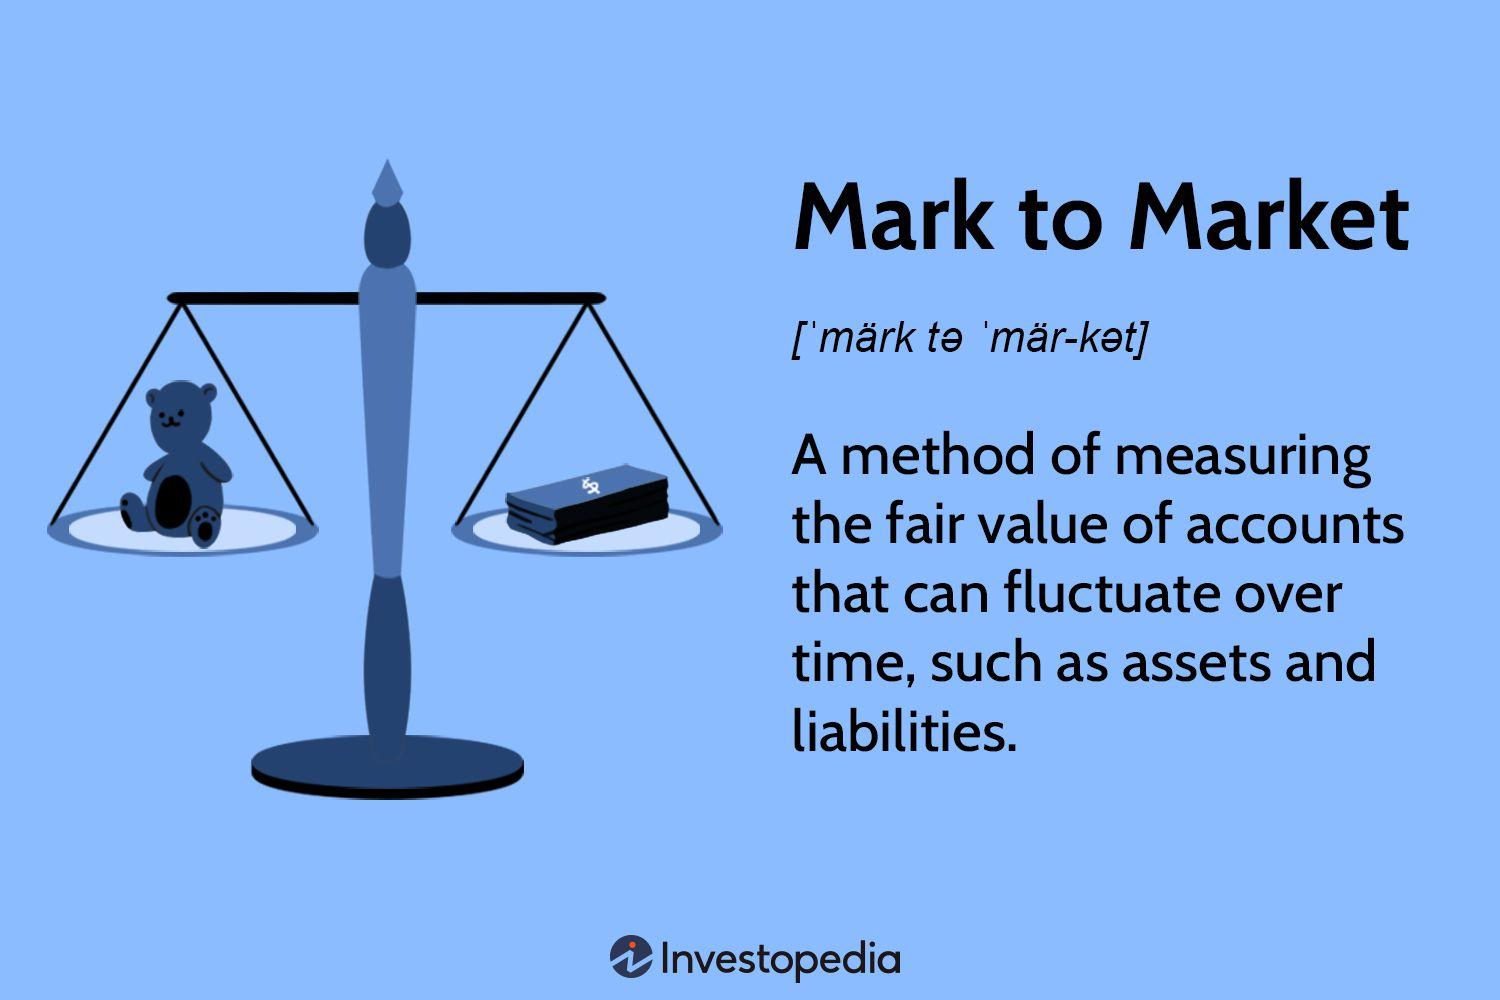 Mark to Market
[ˈmärk tə ˈmär-kət]
A method of measuring
the fair value of accounts
that can fluctuate over
time, such as assets and
liabilities.
$
Investopedia